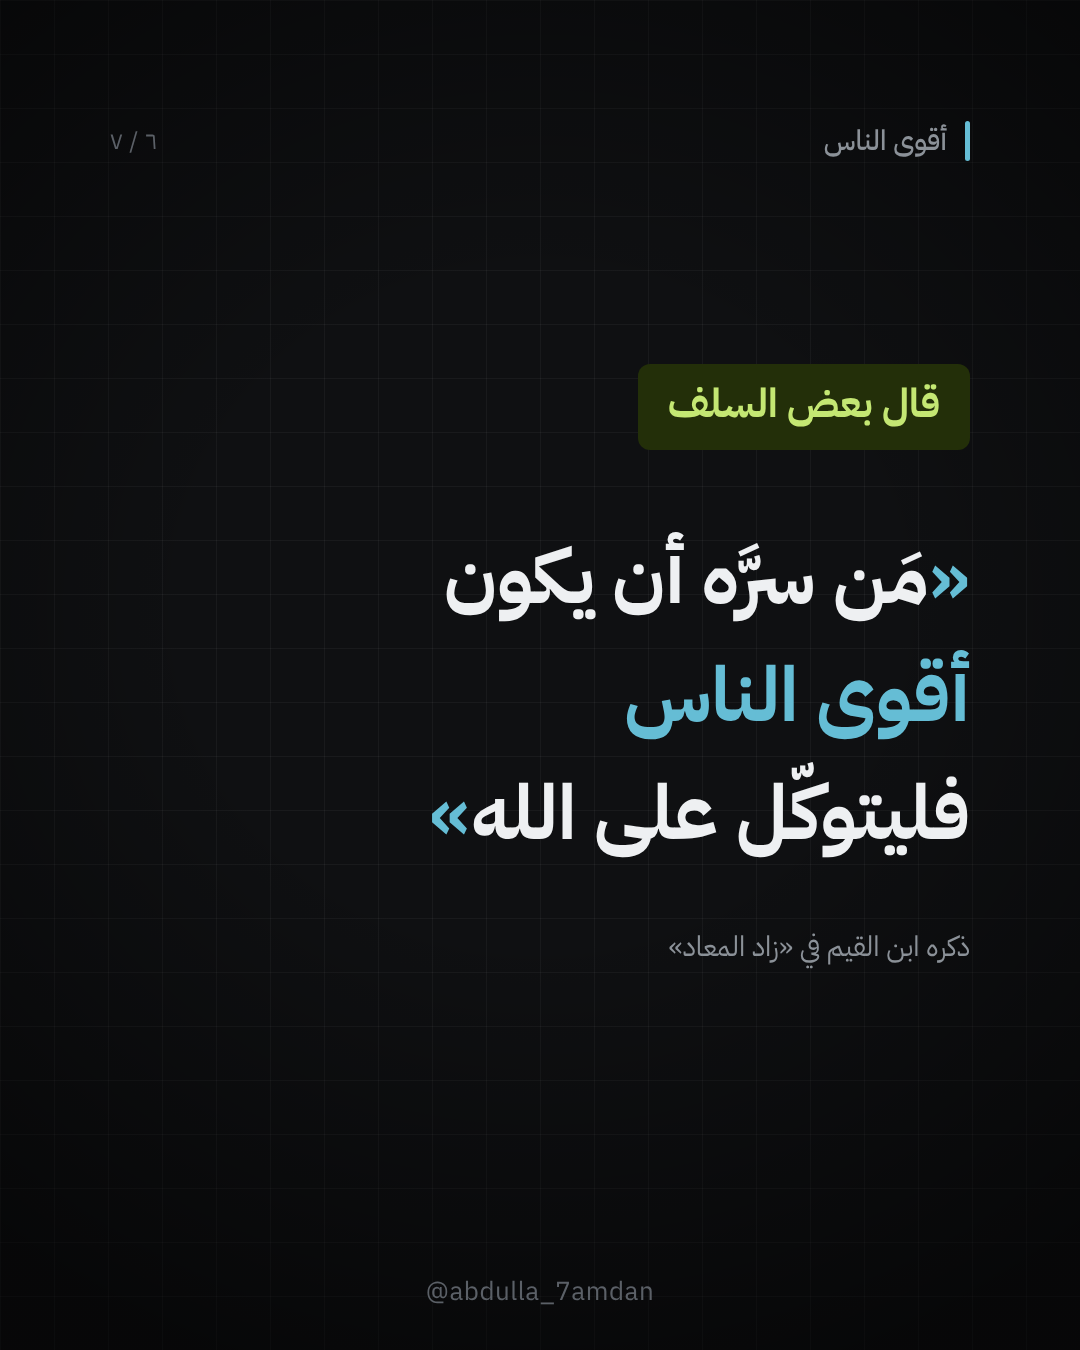 أقوى الناس
٦ / ٧
قال بعض السلف
«مَن سرَّه أن يكون
أقوى الناس
فليتوكّل على الله»
ذكره ابن القيم في «زاد المعاد»
@abdulla_7amdan